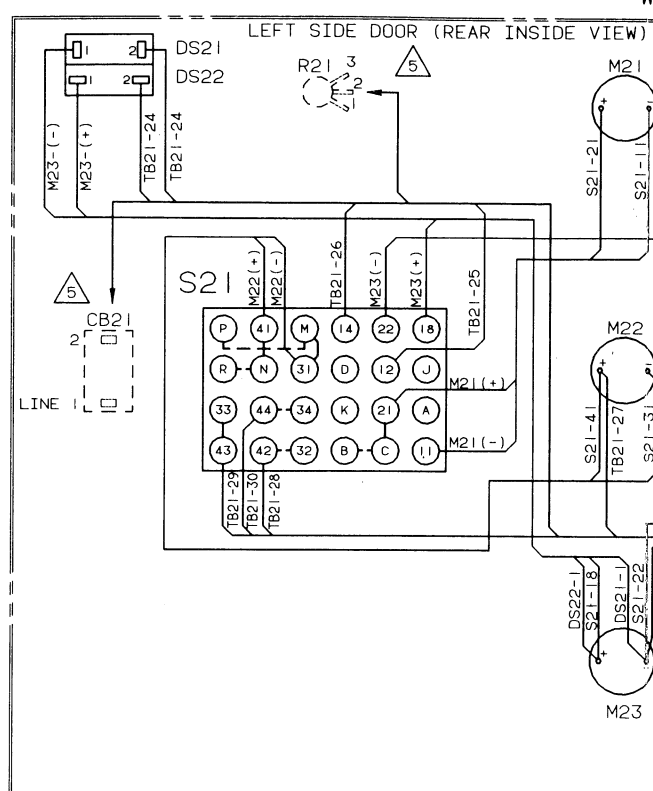 LEFT SIDE DOOR (REAR INSIDE VIEW)
1 2 DS21
1 2 DS22
R21 3
2
1
5
M21
+ -
M23-(-)
M23-(+)
TB21-24
TB21-24
S21-21
S21-11
5
CB21
2
LINE 1
S21
M22(+)
M22(-)
TB21-26
M23(-)
M23(+)
TB21-25
P 41 M 14 22 18
R N 31 D 12 J
33 44 34 K 21 A
43 42 32 B C 11
M21(+)
M21(-)
TB21-29
TB21-30
TB21-28
M22
+ -
S21-41
TB21-27
S21-31
DS22-1
S21-18
DS21-1
S21-22
+ -
M23